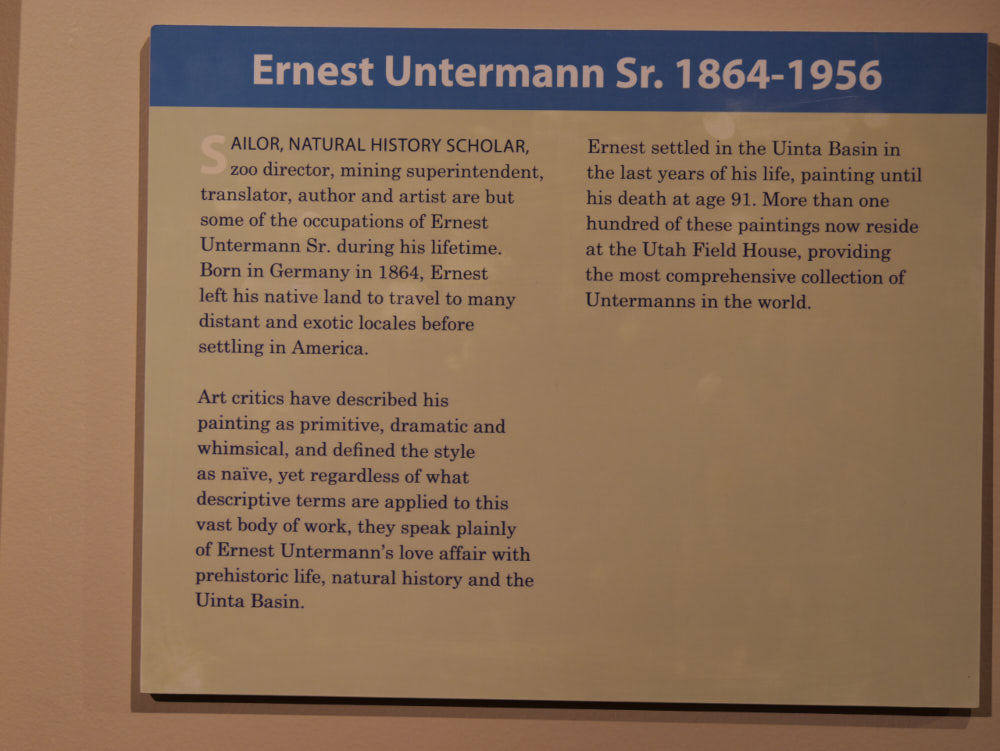 Ernest Untermann Sr. 1864-1956
SAILOR, NATURAL HISTORY SCHOLAR,
zoo director, mining superintendent,
translator, author and artist are but
some of the occupations of Ernest
Untermann Sr. during his lifetime.
Born in Germany in 1864, Ernest
left his native land to travel to many
distant and exotic locales before
settling in America.
Art critics have described his
painting as primitive, dramatic and
whimsical, and defined the style
as naïve, yet regardless of what
descriptive terms are applied to this
vast body of work, they speak plainly
of Ernest Untermann’s love affair with
prehistoric life, natural history and the
Uinta Basin.
Ernest settled in the Uinta Basin in
the last years of his life, painting until
his death at age 91. More than one
hundred of these paintings now reside
at the Utah Field House, providing
the most comprehensive collection of
Untermanns in the world.